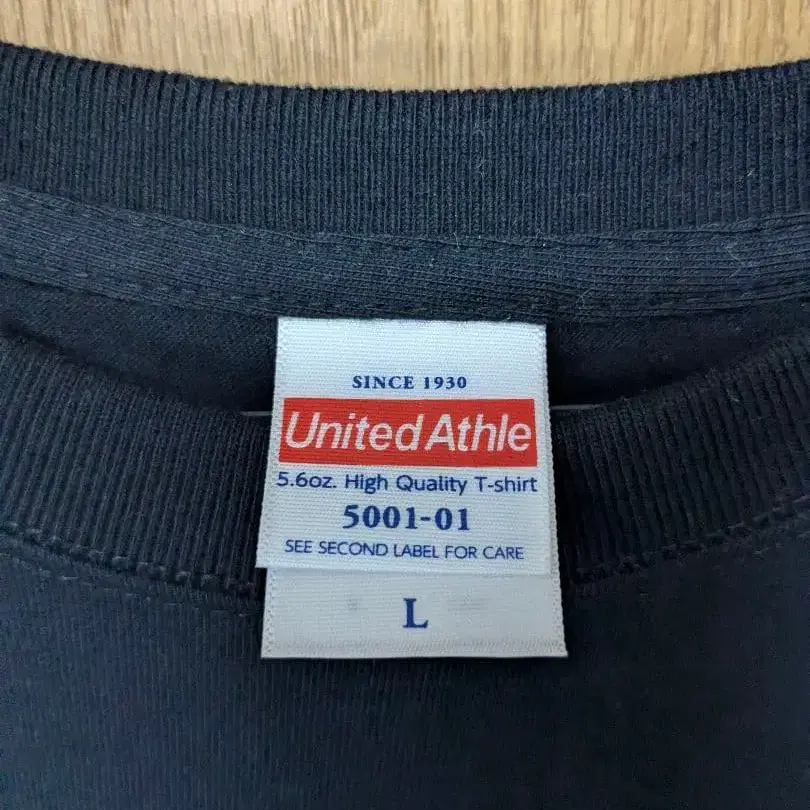 SINCE 1930
United Athle
5.6oz. High Quality T-shirt
5001-01
SEE SECOND LABEL FOR CARE
L